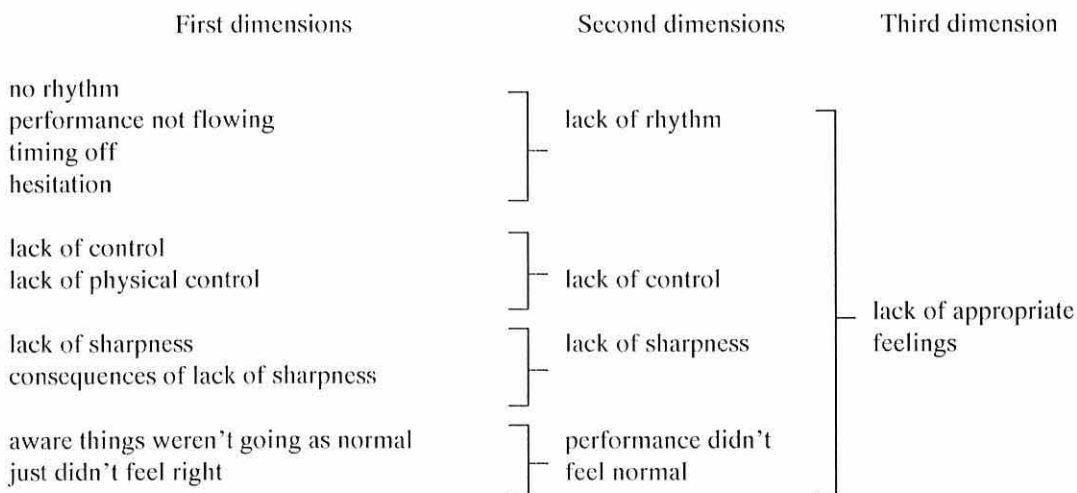 First dimensions Second dimensions Third dimension
no rhythm
performance not flowing lack of rhythm
timing off
hesitation
lack of control
lack of physical control lack of control
lack of appropriate
lack of sharpness lack of sharpness feelings
consequences of lack of sharpness
aware things weren't going as normal performance didn't
just didn't feel right feel normal